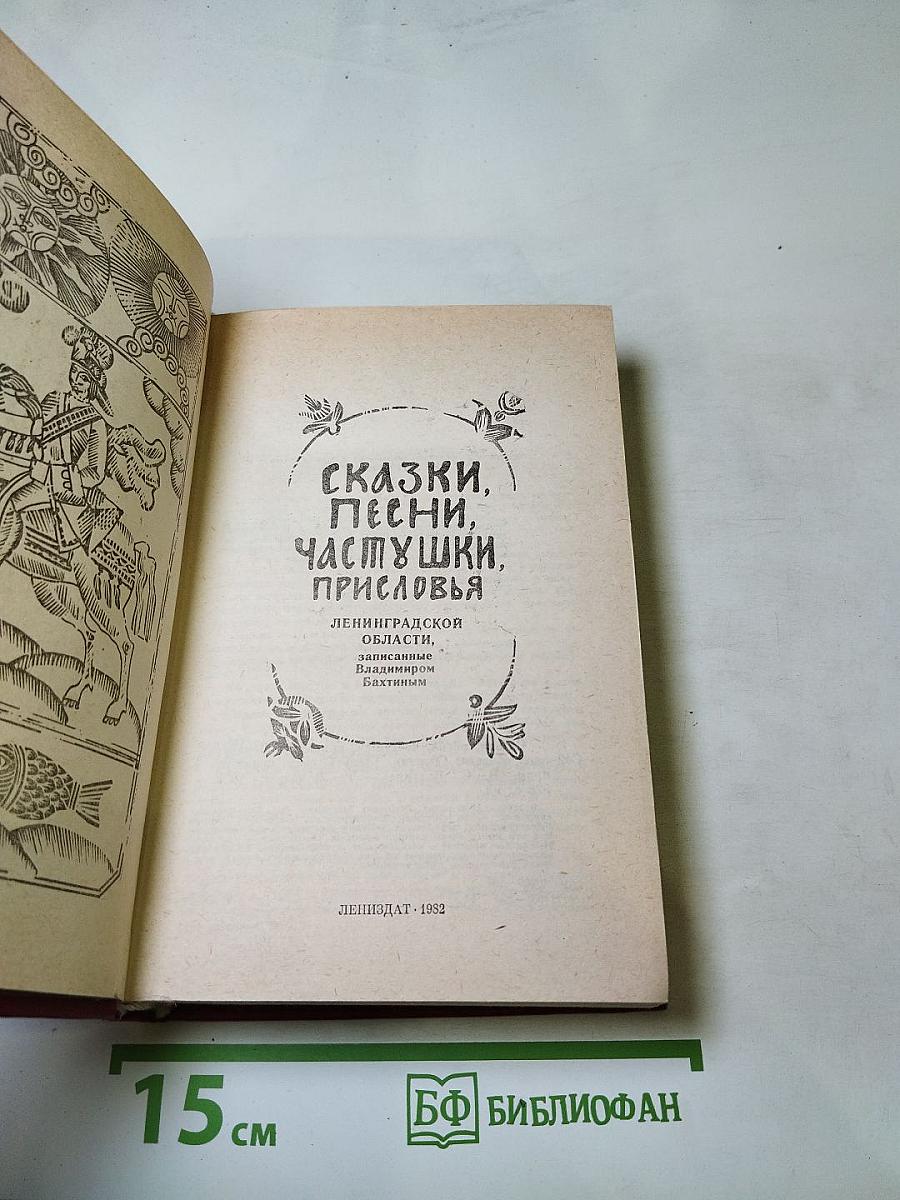 СКАЗКИ,
ПЕСНИ,
ЧАСТУШКИ,
ПРИСЛОВЬЯ
ЛЕНИНГРАДСКОЙ
ОБЛАСТИ,
записанные
Владимиром
Бахтиным
ЛЕНИЗДАТ · 1982
15 см
БФ БИБЛИОФАН